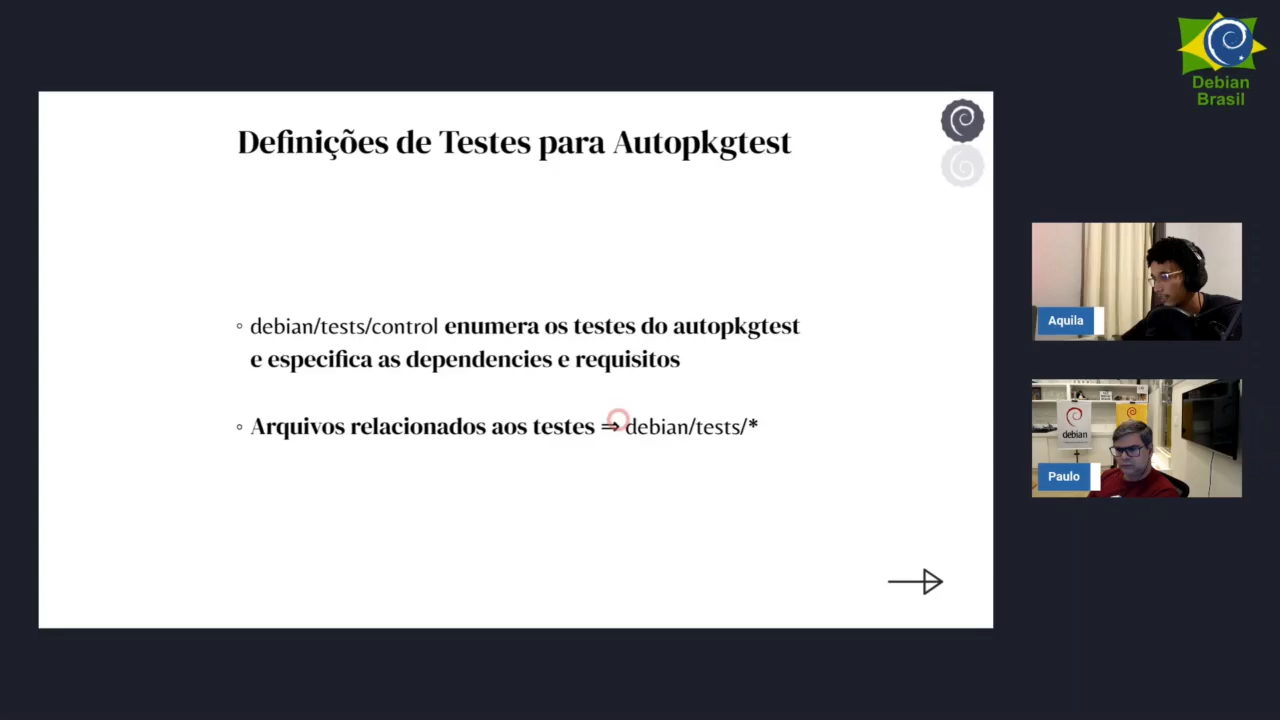 Debian
Brasil
Definições de Testes para Autopkgtest
◦ debian/tests/control enumera os testes do autopkgtest
e especifica as dependencies e requisitos
◦ Arquivos relacionados aos testes ⇒ debian/tests/*
Aquila
debian
Paulo